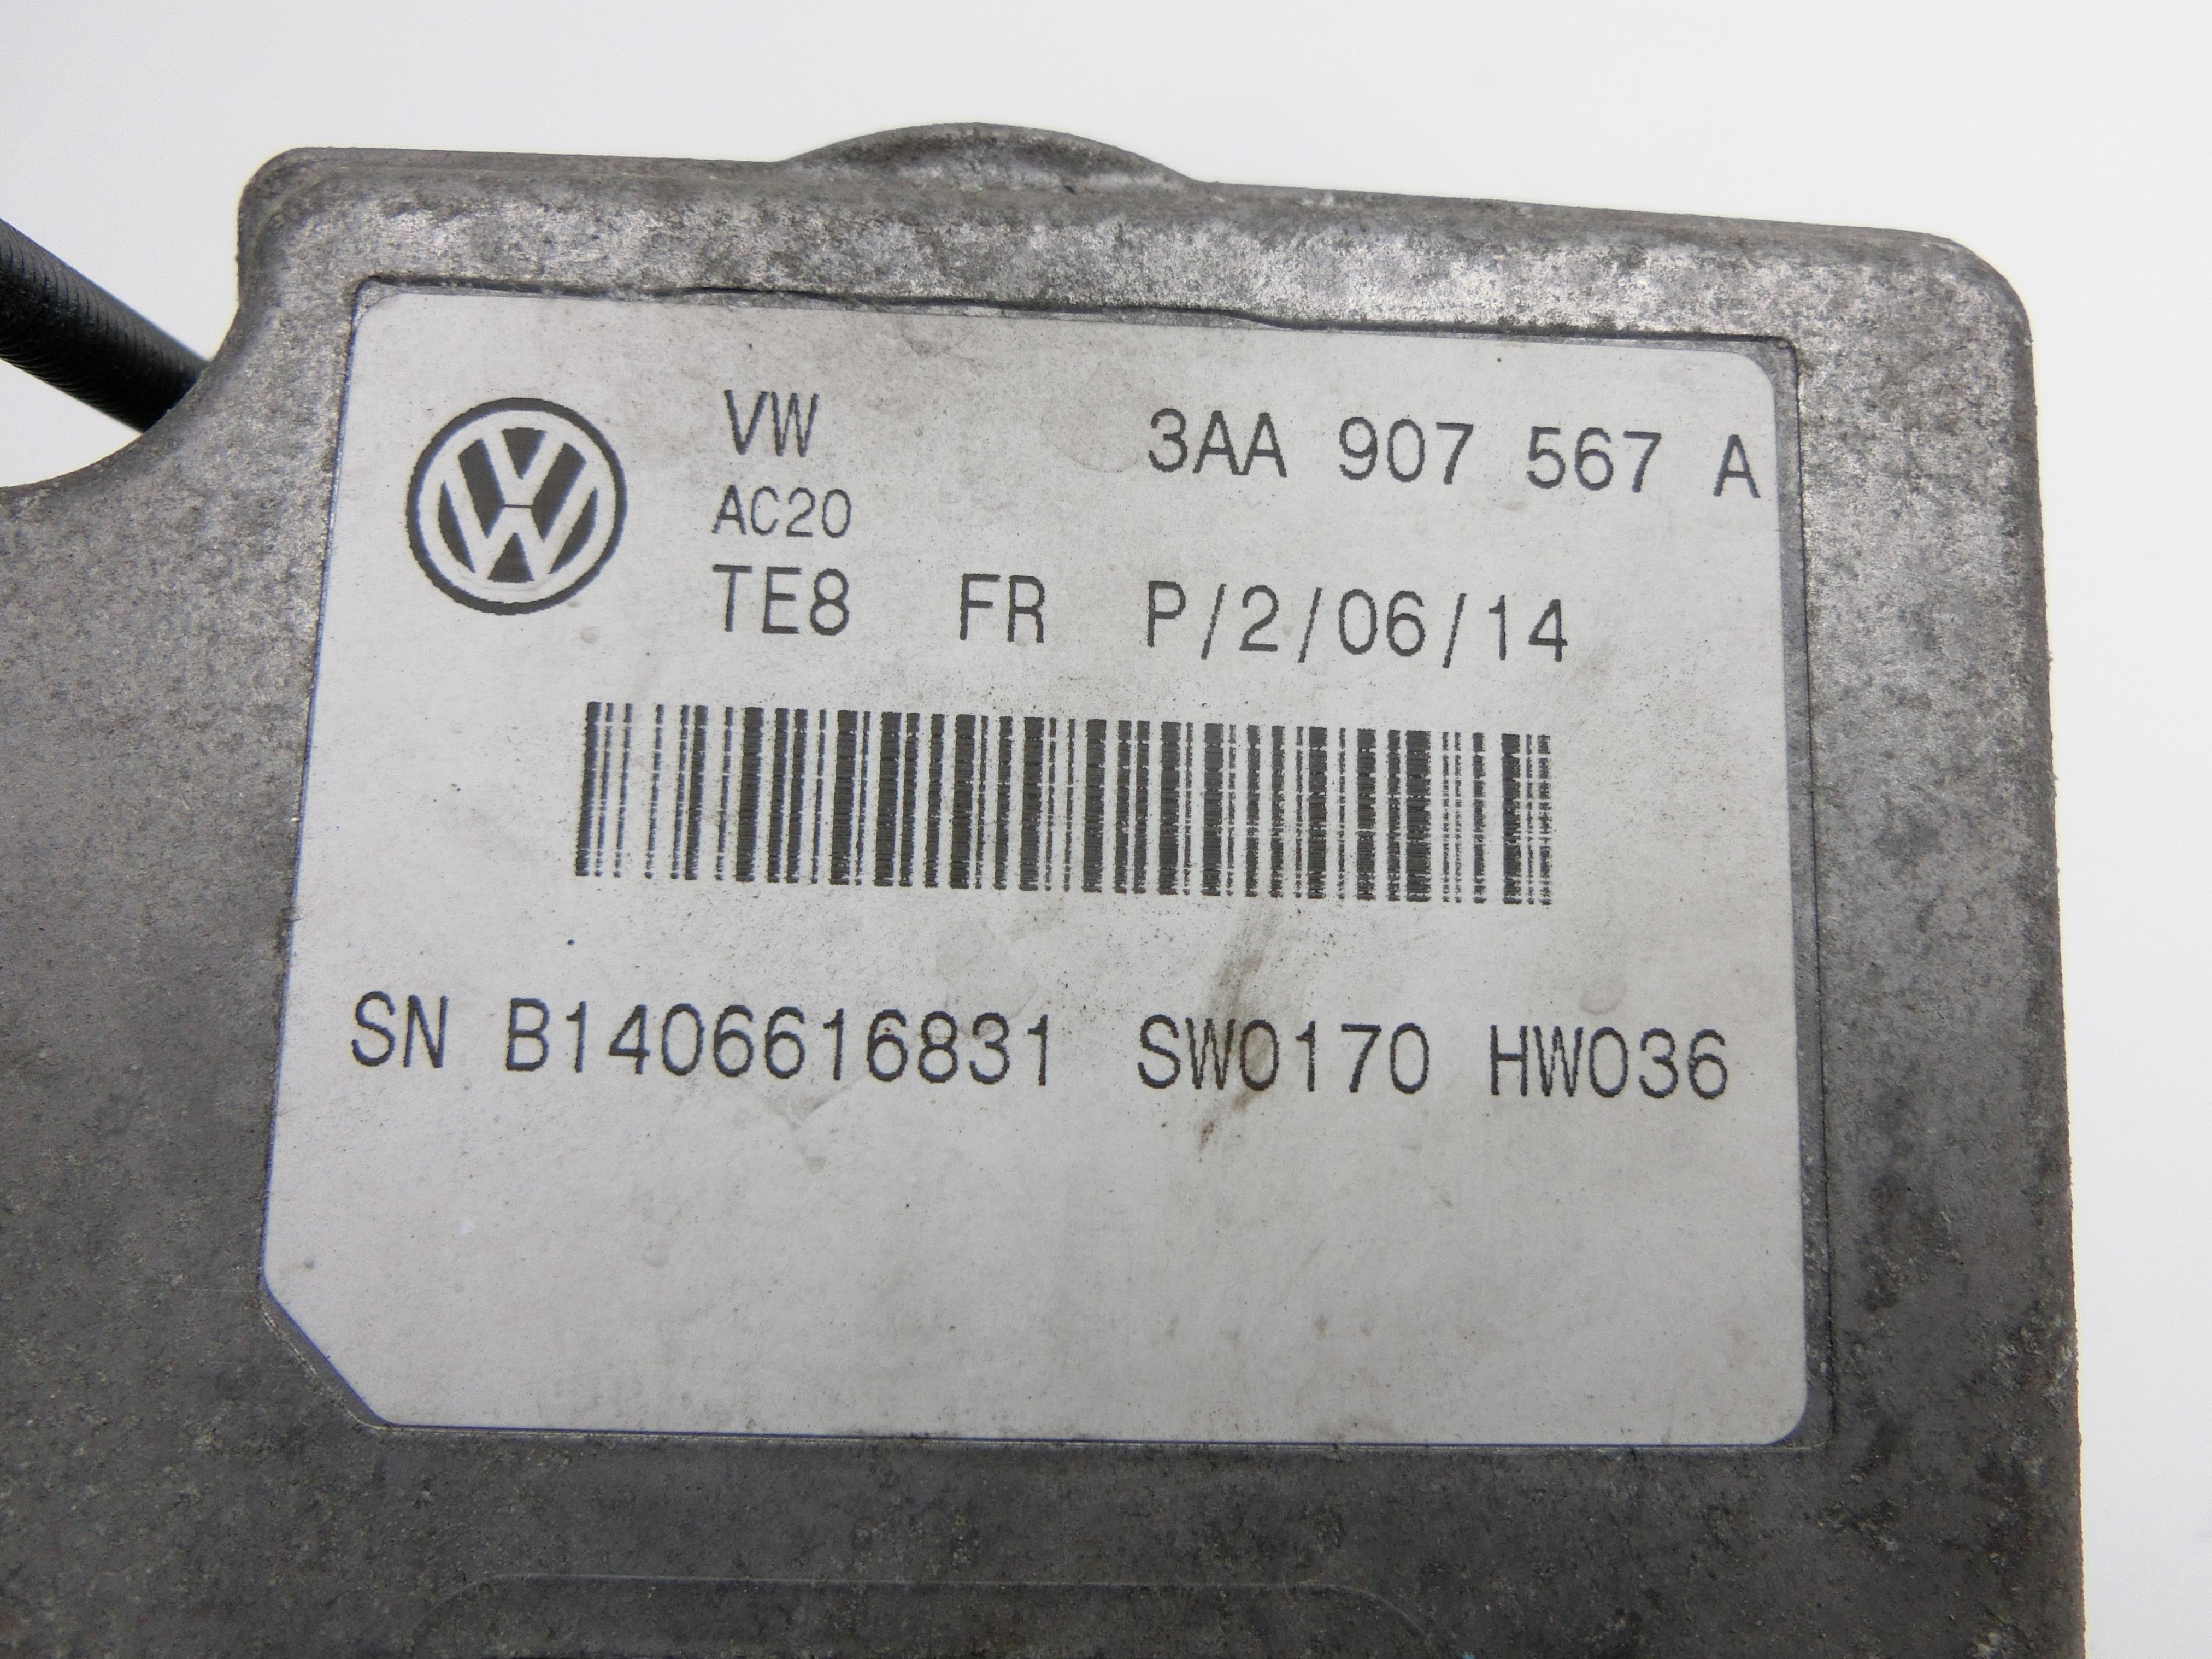 VW 3AA 907 567 A
AC20
TE8 FR P/2/06/14
SN B1406616831 SW0170 HW036